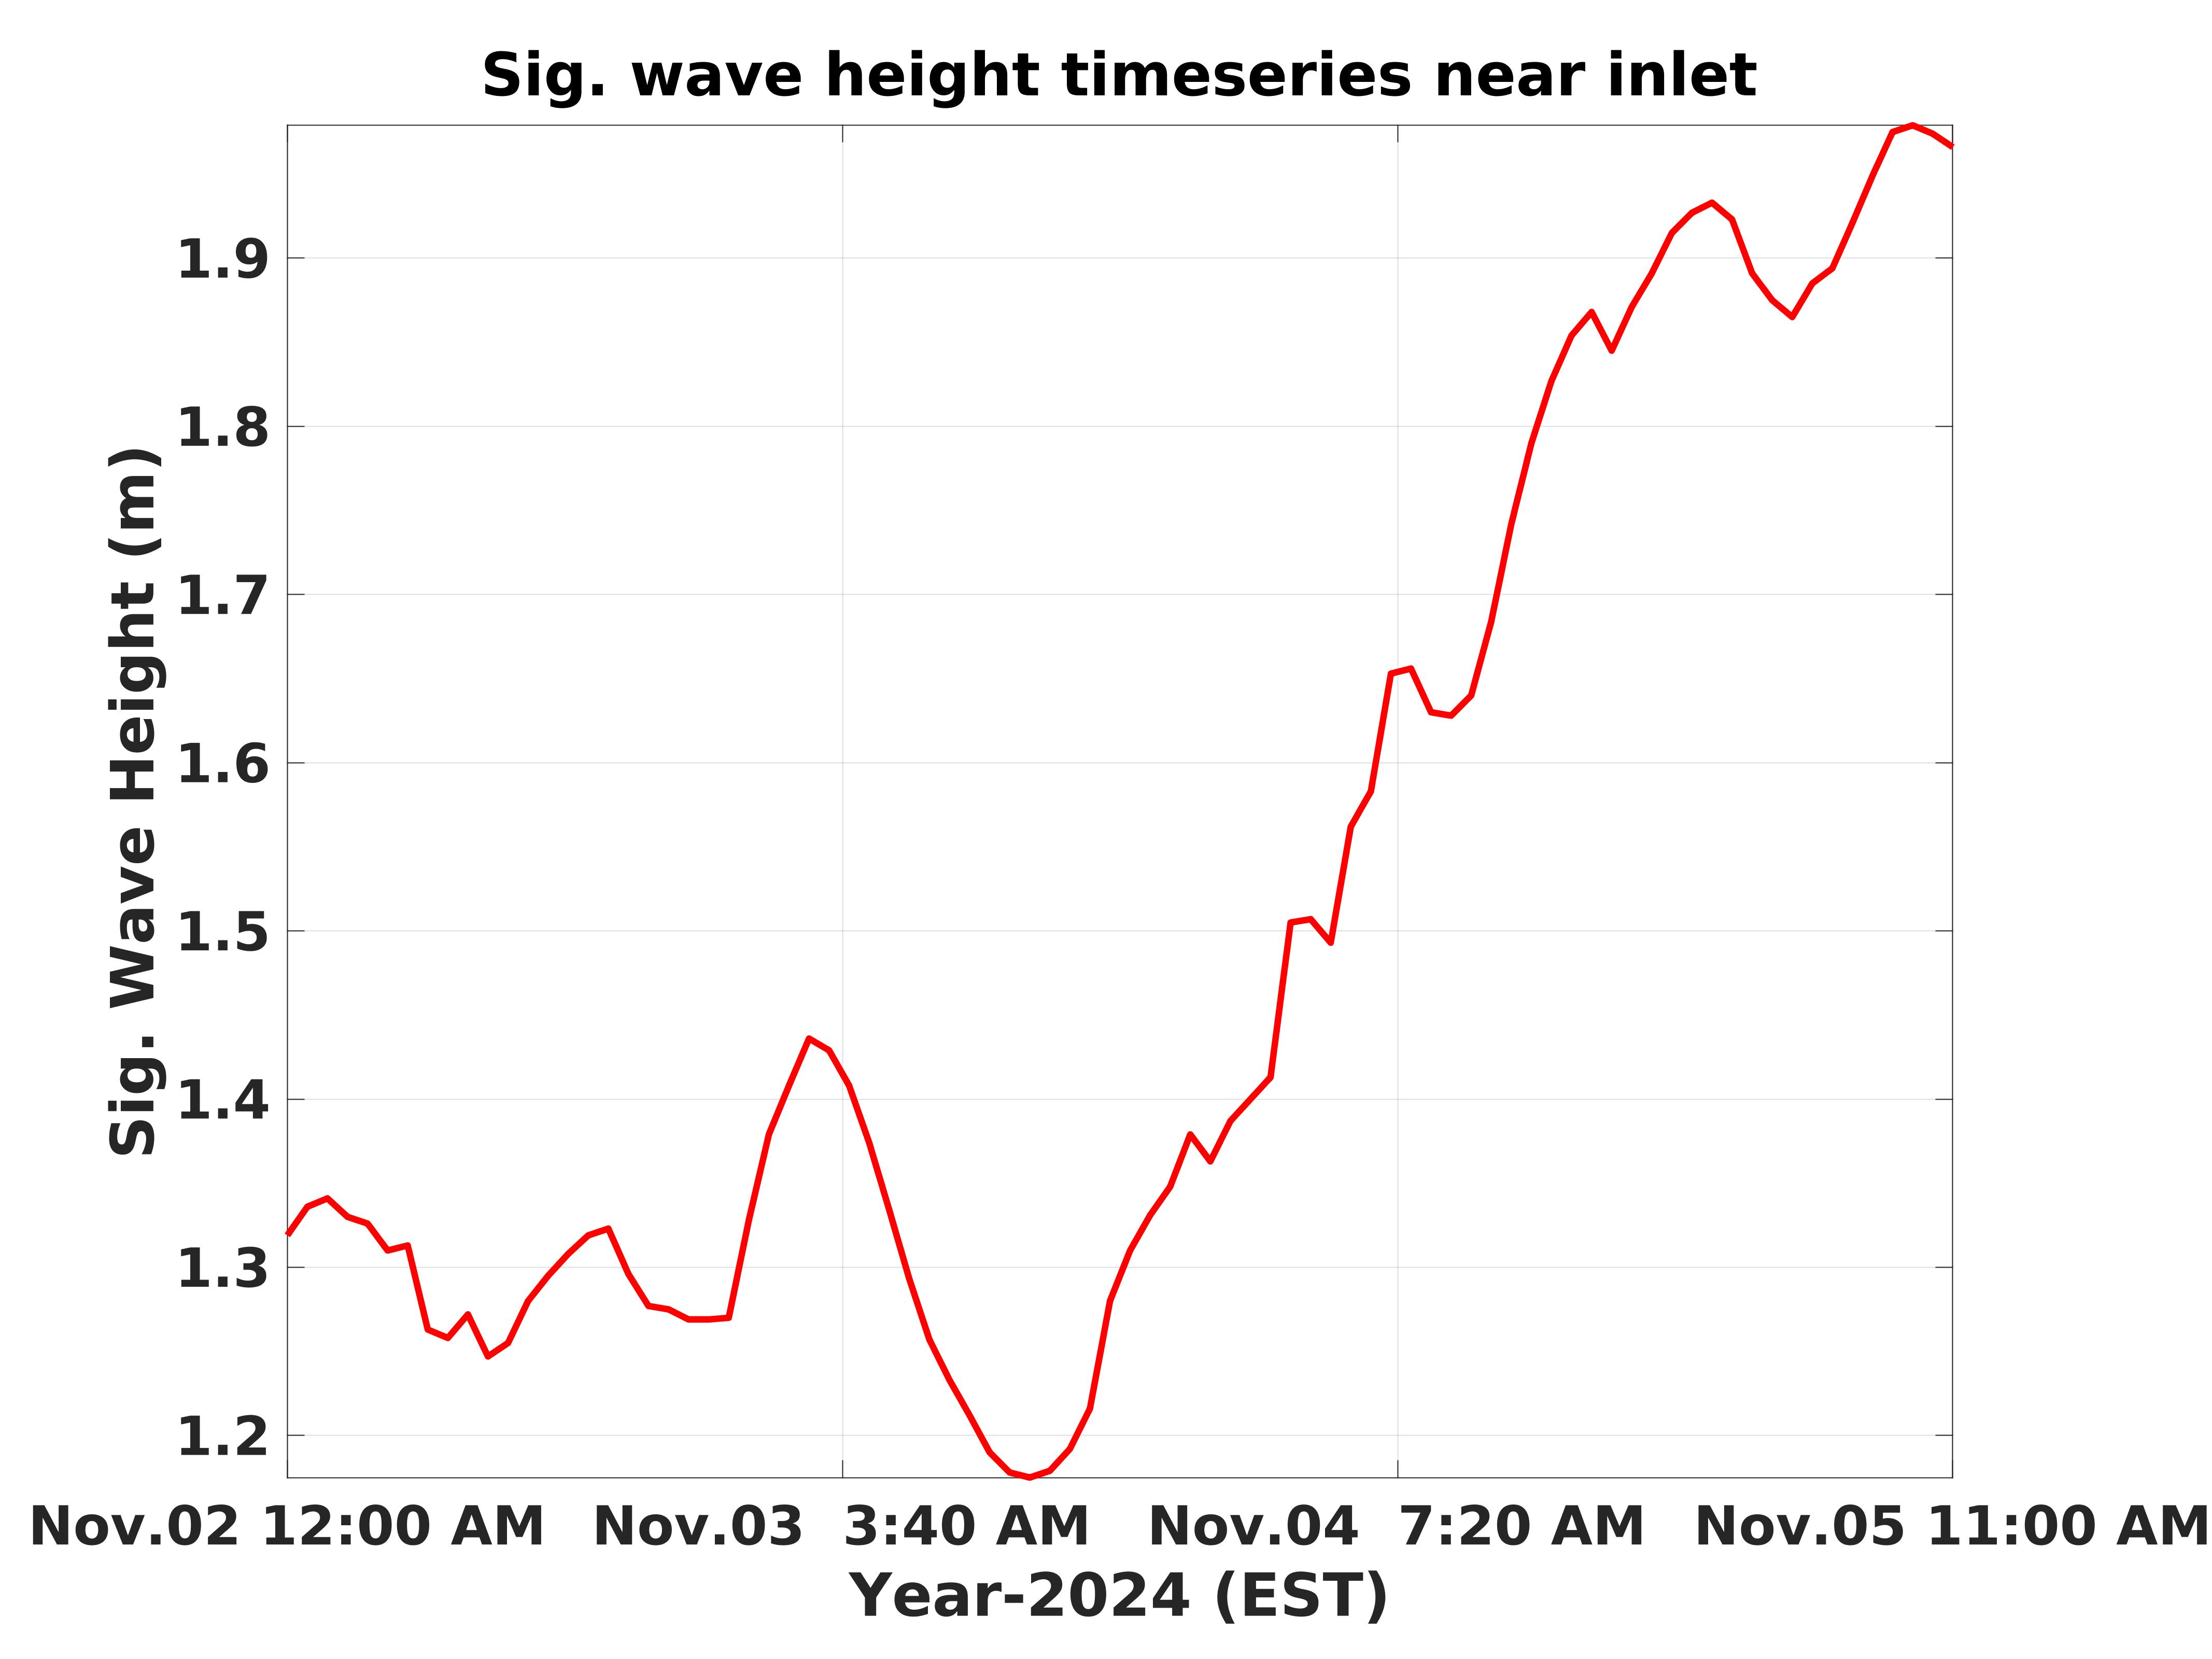 Sig. wave height timeseries near inlet
Sig. Wave Height (m)
1.9
1.8
1.7
1.6
1.5
1.4
1.3
1.2
Nov.02 12:00 AM Nov.03  3:40 AM Nov.04  7:20 AM Nov.05 11:00 AM
Year-2024 (EST)